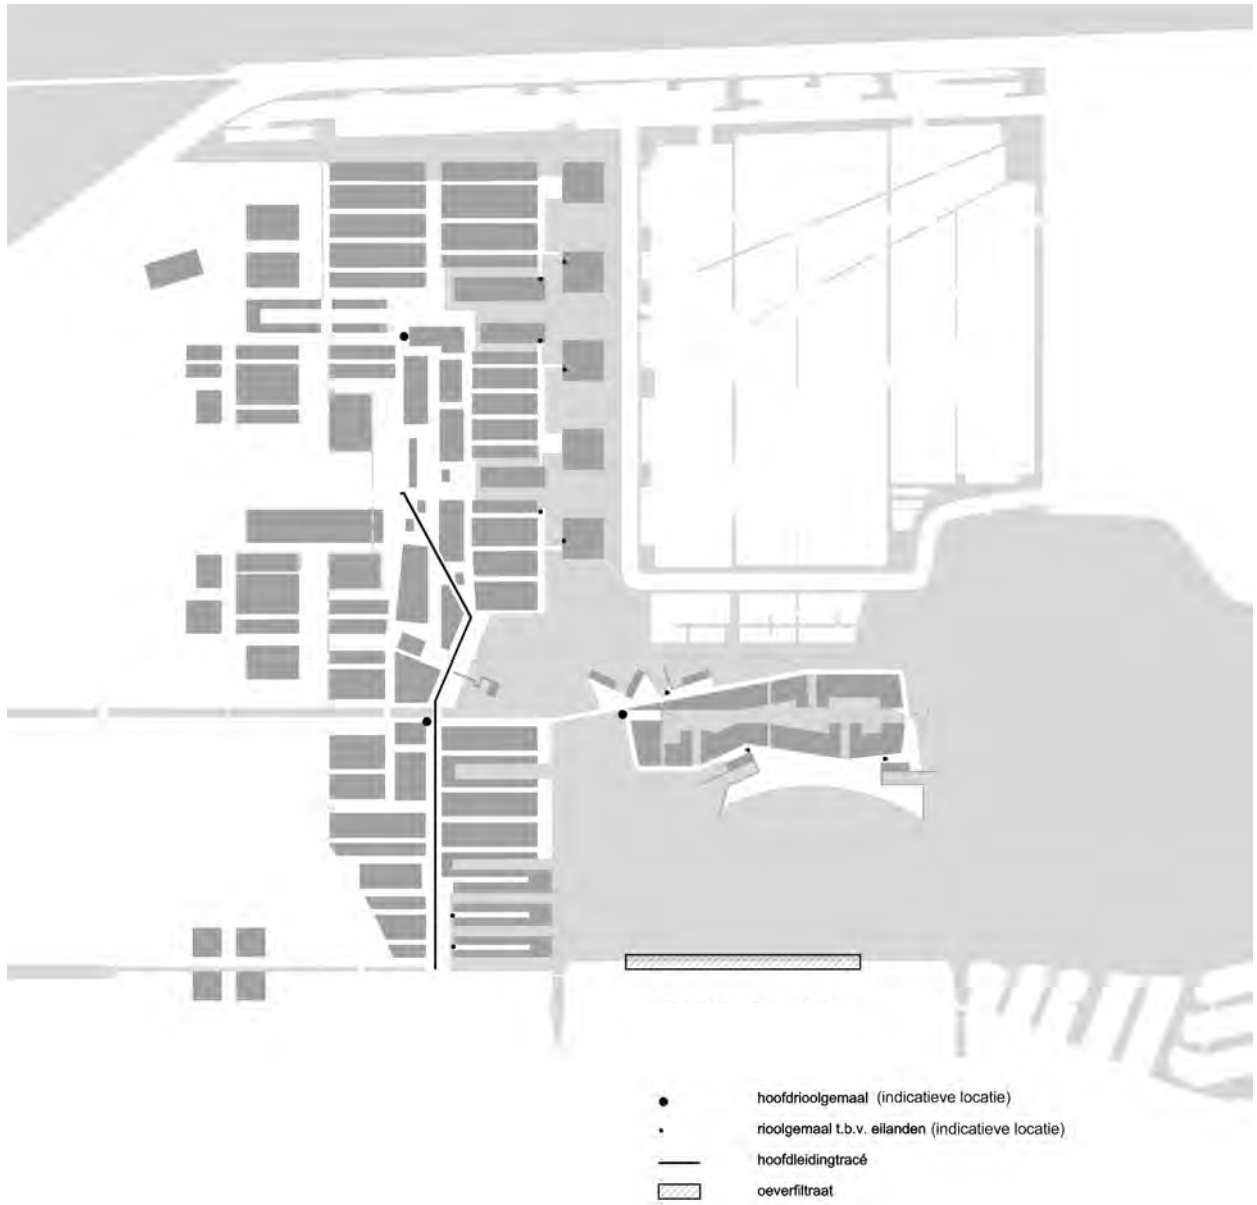 hoofdrioolgemaal (indicatieve locatie)
rioolgemaal t.b.v. eilanden (indicatieve locatie)
hoofdleidingtracé
oeverfiltraat